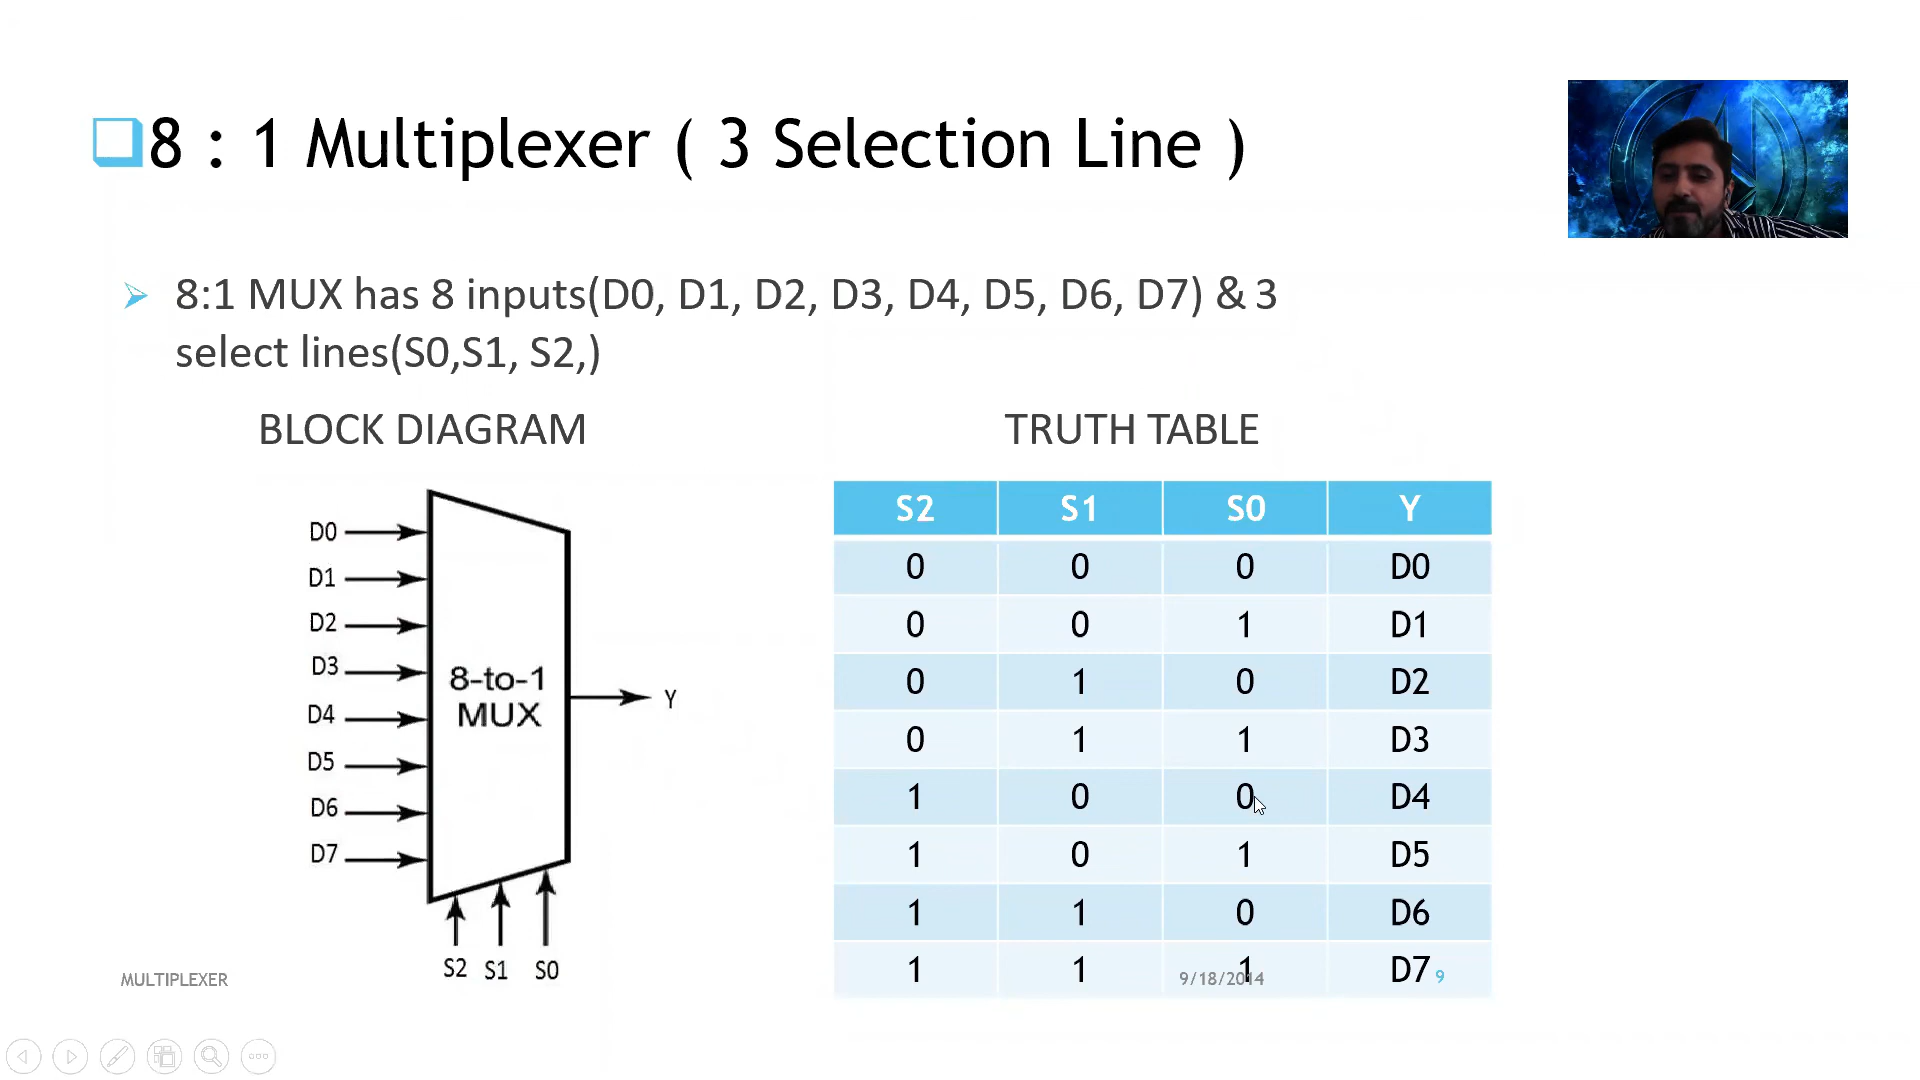 8 : 1 Multiplexer ( 3 Selection Line )
8:1 MUX has 8 inputs(D0, D1, D2, D3, D4, D5, D6, D7) & 3
select lines(S0,S1, S2,)
BLOCK DIAGRAM
D0
D1
D2
D3
D4
D5
D6
D7
8-to-1
MUX
Y
S2 S1 S0
TRUTH TABLE
S2 S1 S0 Y
0 0 0 D0
0 0 1 D1
0 1 0 D2
0 1 1 D3
1 0 0 D4
1 0 1 D5
1 1 0 D6
1 1 1 D7
MULTIPLEXER
9/18/2014
9